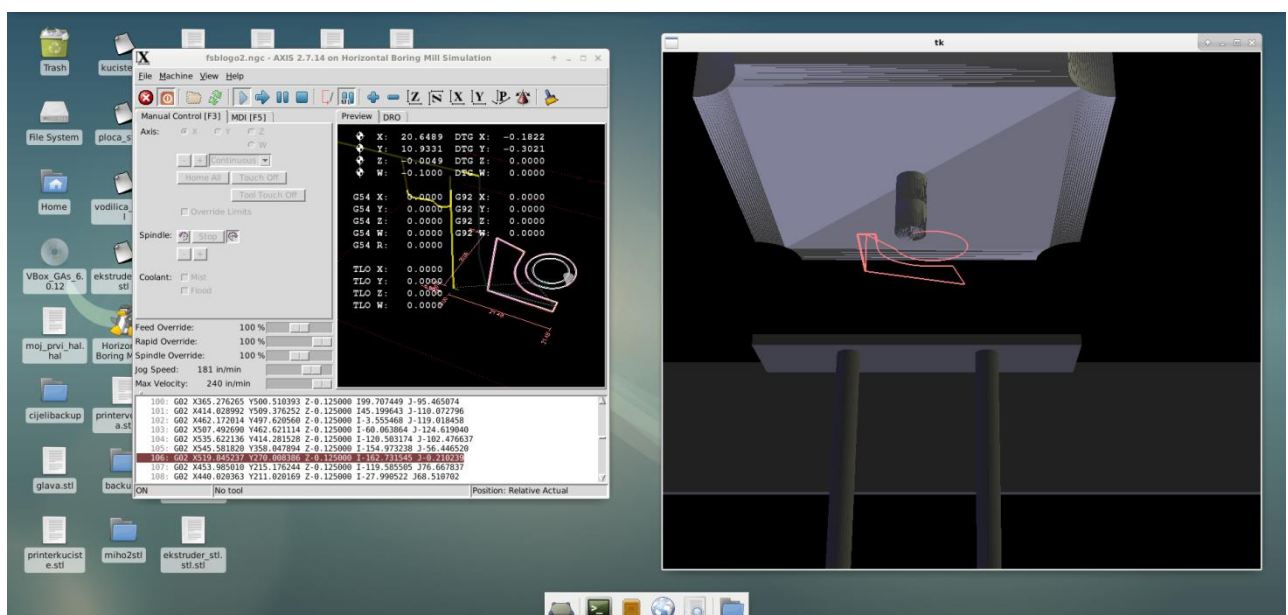 Trash
kuciste
File System
ploca_s
Home
vodilica_
l
VBox_GAs_6.
0.12
ekstrude
stl
moj_prvi_hal.
hal
Horizo
Boring M
cijelibackup
printerv
a.st
glava.stl
backu
printerkucist
e.stl
miho2stl
ekstruder_stl.
stl.stl
fsblogo2.ngc - AXIS 2.7.14 on Horizontal Boring Mill Simulation
File Machine View Help
Z N X Y P
Manual Control [F3] MDI [F5]
Axis: X Y Z
W
- + Continuous
Home All Touch Off
Tool Touch Off
Override Limits
Spindle: Stop
- +
Coolant: Mist
Flood
Feed Override: 100 %
Rapid Override: 100 %
Spindle Override: 100 %
Jog Speed: 181 in/min
Max Velocity: 240 in/min
Preview DRO
X: 20.6489 DTG X: -0.1822
Y: 10.9331 DTG Y: -0.3021
Z: -0.0049 DTG Z: 0.0000
W: -0.1000 DTG W: 0.0000
G54 X: 0.0000 G92 X: 0.0000
G54 Y: 0.0000 G92 Y: 0.0000
G54 Z: 0.0000 G92 Z: 0.0000
G54 W: 0.0000 G92 W: 0.0000
G54 R: 0.0000
TLO X: 0.0000
TLO Y: 0.0000
TLO Z: 0.0000
TLO W: 0.0000
100: G02 X365.276265 Y500.510393 Z-0.125000 I99.707449 J-95.465074
101: G02 X414.028992 Y509.376252 Z-0.125000 I45.199643 J-110.072796
102: G02 X462.172014 Y497.620560 Z-0.125000 I-3.555468 J-119.018458
103: G02 X507.492690 Y462.621114 Z-0.125000 I-60.063864 J-124.619040
104: G02 X535.622136 Y414.281528 Z-0.125000 I-120.503174 J-102.476637
105: G02 X545.581820 Y358.047894 Z-0.125000 I-154.973238 J-56.446520
106: G02 X519.845237 Y270.008386 Z-0.125000 I-162.731545 J-0.210239
107: G02 X453.985010 Y215.176244 Z-0.125000 I-119.585505 J76.667837
108: G02 X440.020363 Y211.020169 Z-0.125000 I-27.990522 J68.510702
ON No tool Position: Relative Actual
tk